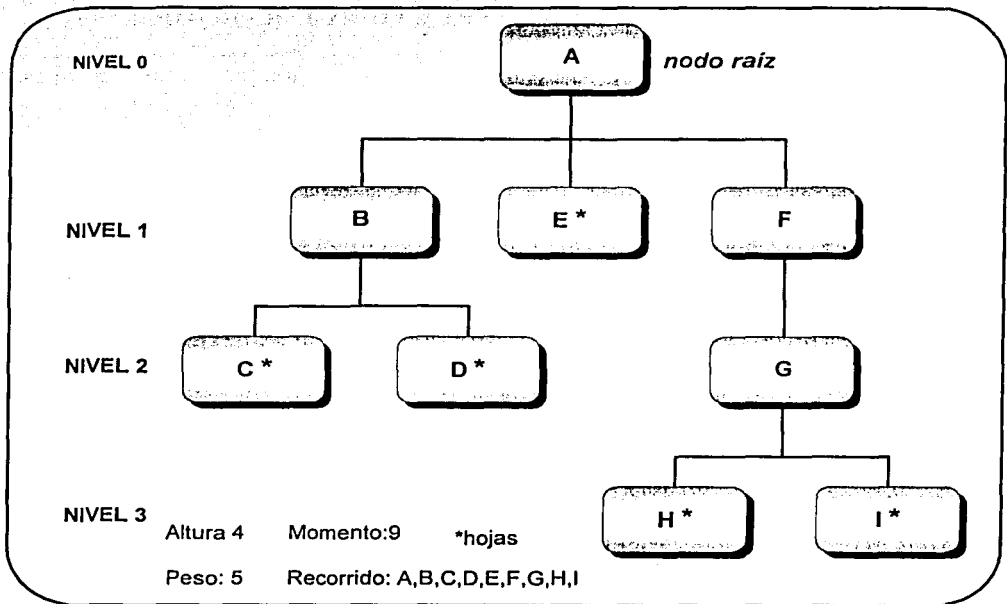 NIVEL 0
A
nodo raíz
NIVEL 1
B
E *
F
NIVEL 2
C *
D *
G
NIVEL 3
H *
I *
Altura 4 Momento:9 *hojas
Peso: 5 Recorrido: A,B,C,D,E,F,G,H,I